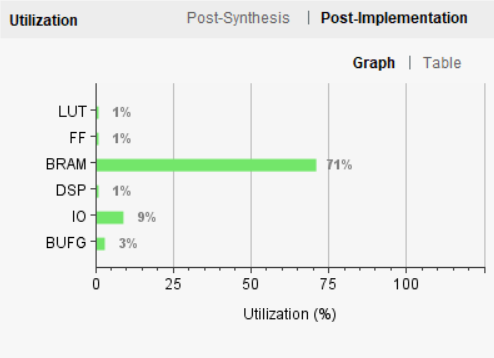 Utilization Post-Synthesis | Post-Implementation
Graph | Table
LUT 1%
FF 1%
BRAM 71%
DSP 1%
IO 9%
BUFG 3%
0 25 50 75 100
Utilization (%)